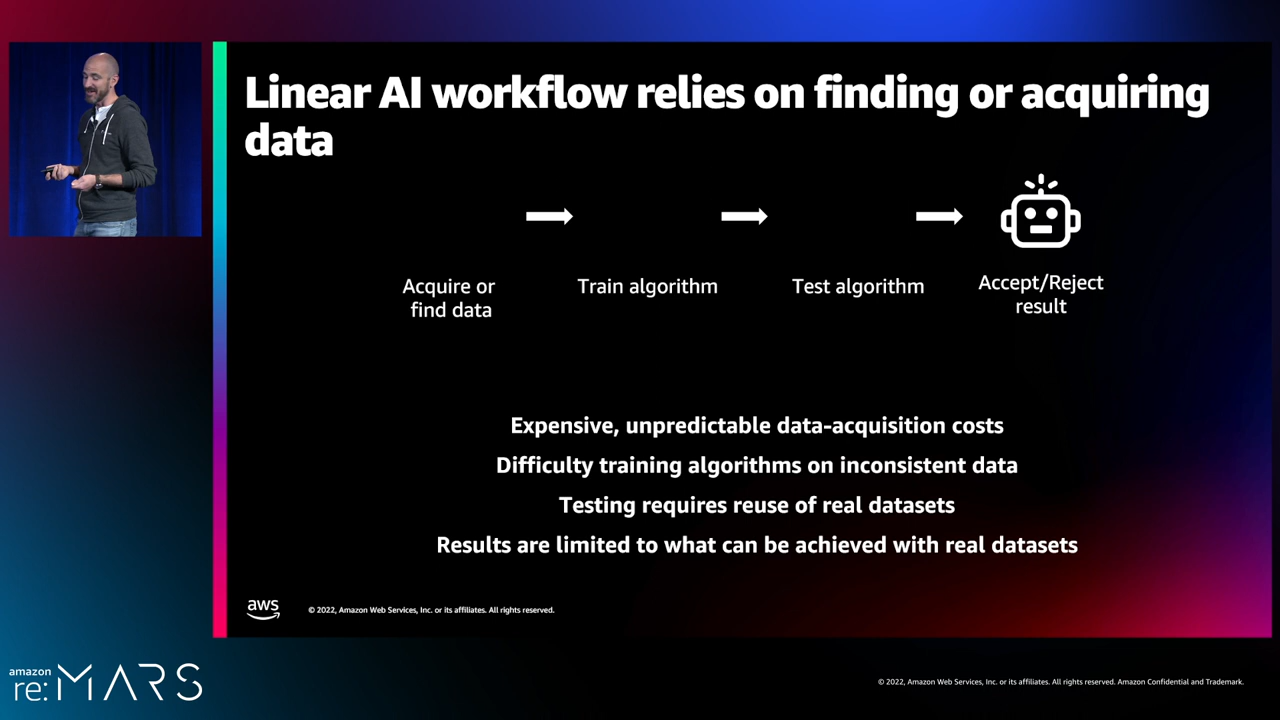 Linear AI workflow relies on finding or acquiring
data
Acquire or
find data
Train algorithm
Test algorithm
Accept/Reject
result
Expensive, unpredictable data-acquisition costs
Difficulty training algorithms on inconsistent data
Testing requires reuse of real datasets
Results are limited to what can be achieved with real datasets
aws
© 2022, Amazon Web Services, Inc. or its affiliates. All rights reserved.
amazon
re:MARS
© 2022, Amazon Web Services, Inc. or its affiliates. All rights reserved. Amazon Confidential and Trademark.